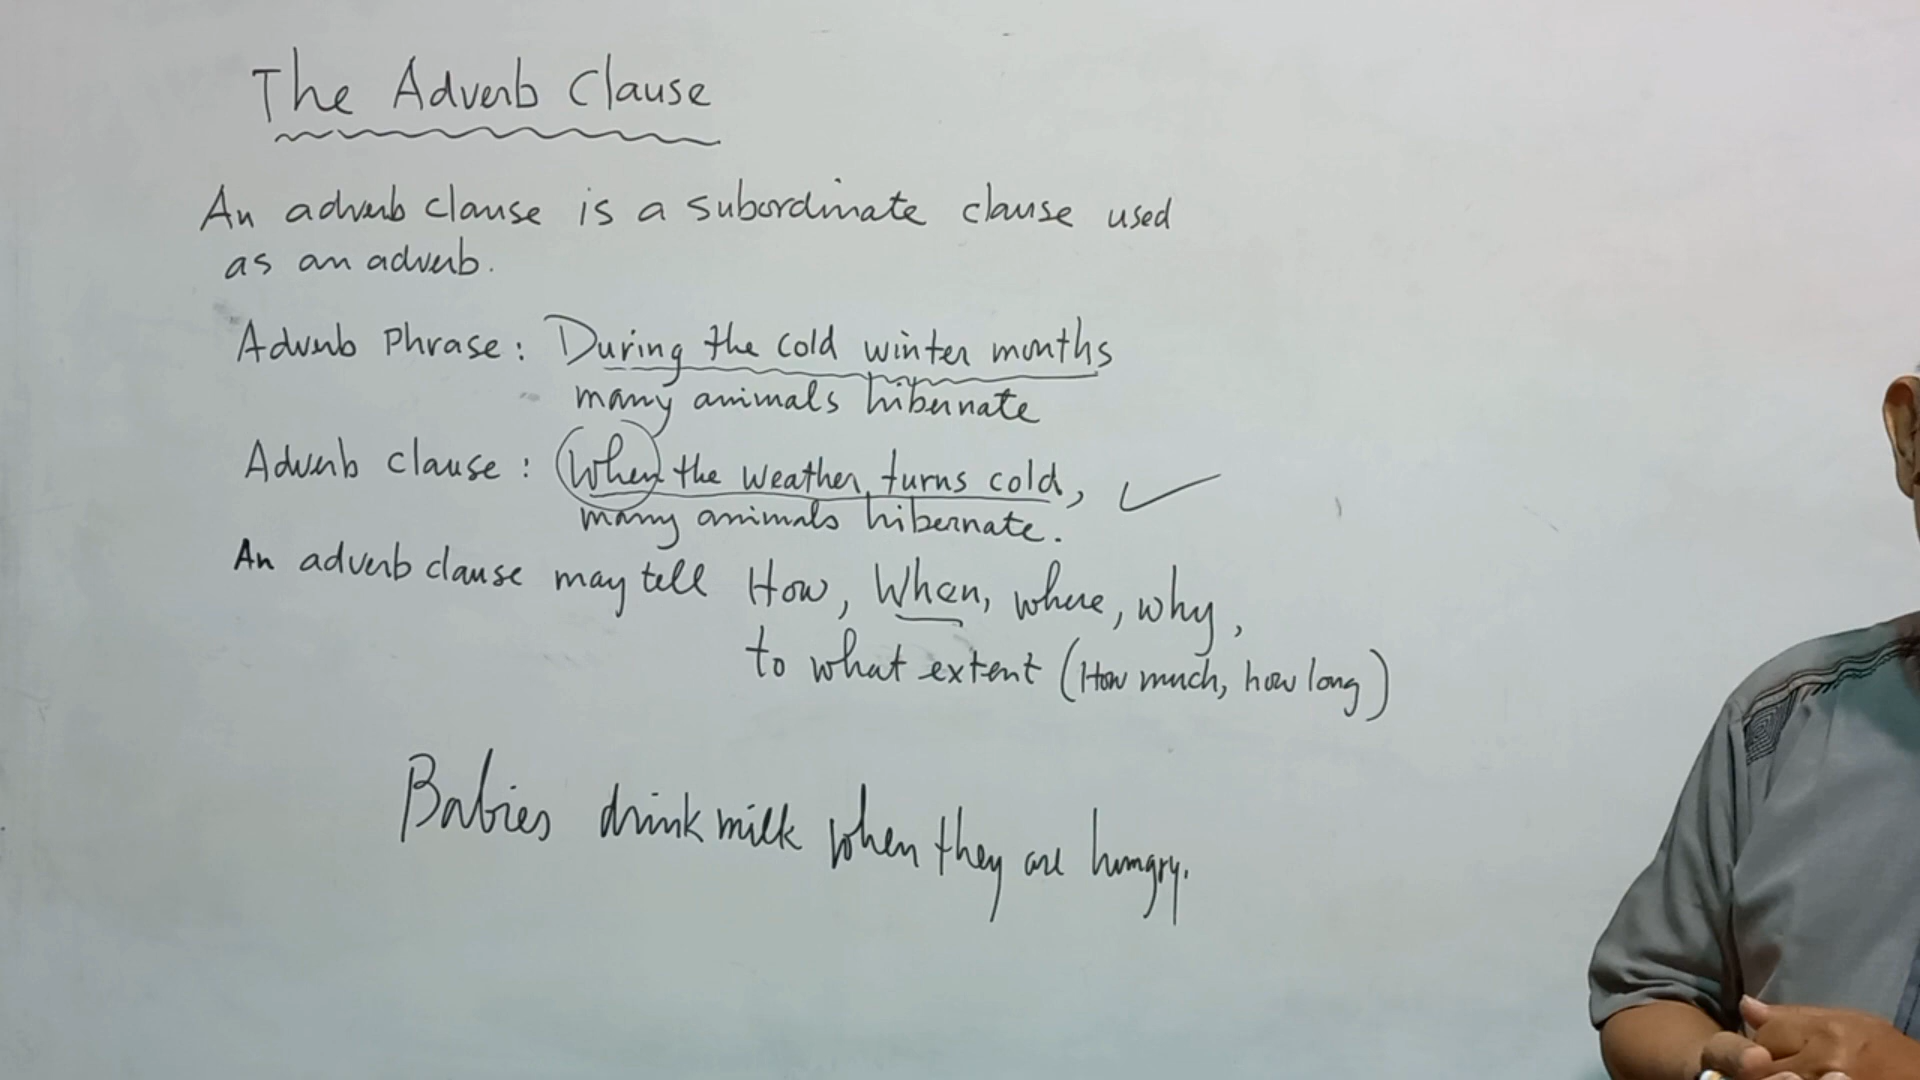 The Adverb Clause
An adverb clause is a subordinate clause used
as an adverb.
Adverb Phrase: During the cold winter months
many animals hibernate
Adverb clause: When the weather turns cold,
many animals hibernate.
An adverb clause may tell How, When, where, why,
to what extent (How much, how long)
Babies drink milk when they are hungry.